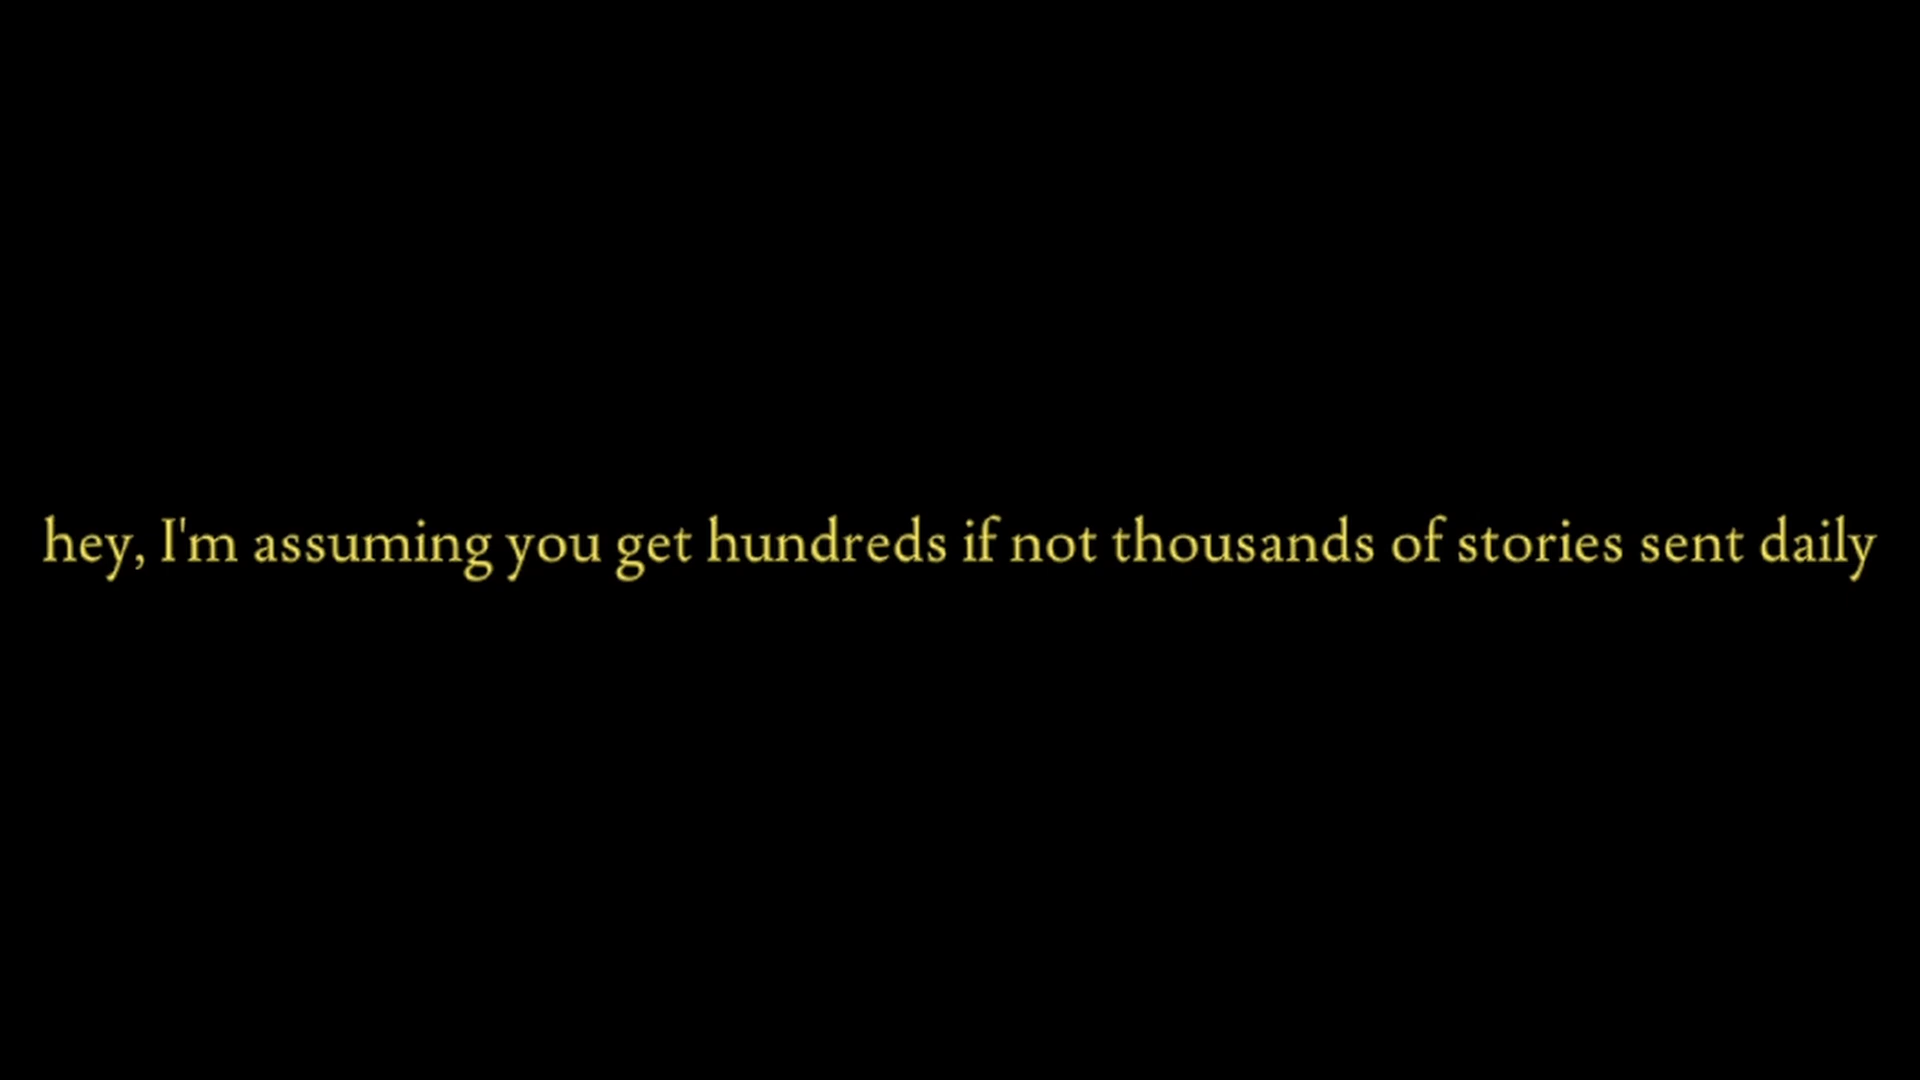 hey, I'm assuming you get hundreds if not thousands of stories sent daily